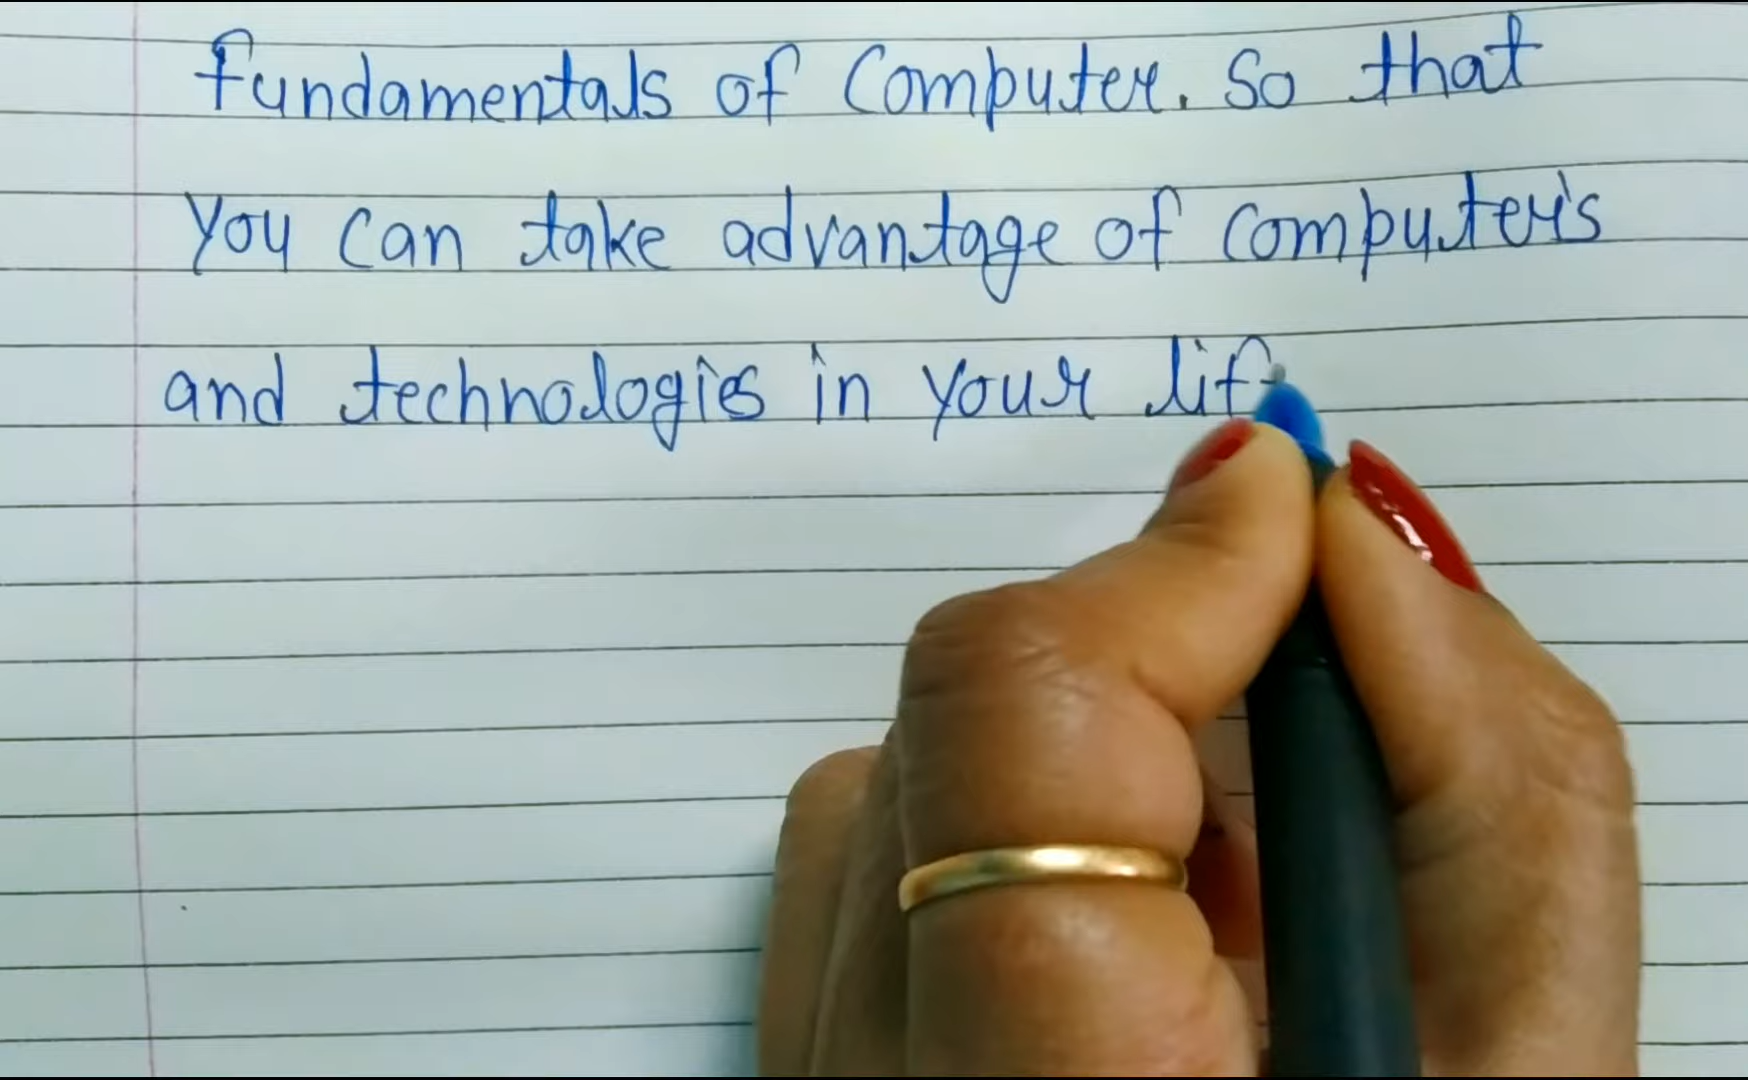 fundamentals of Computer. So that
you can take advantage of computer's
and technologies in your lif